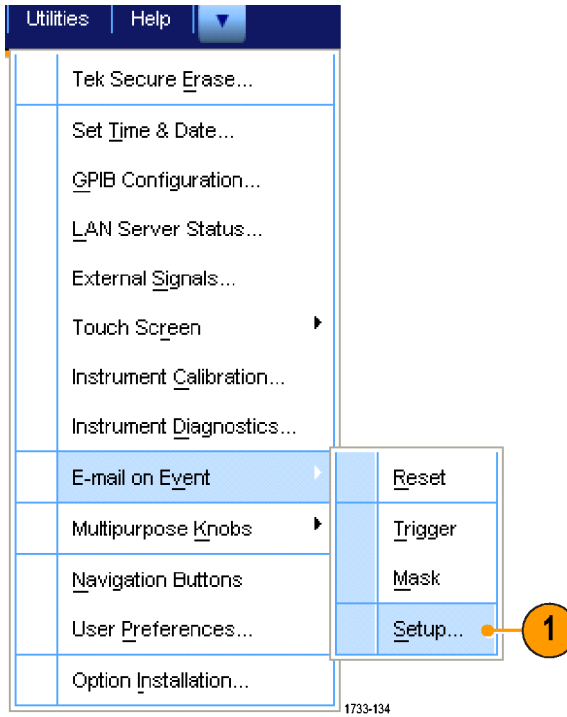 Utilities Help
Tek Secure Erase...
Set Time & Date...
GPIB Configuration...
LAN Server Status...
External Signals...
Touch Screen
Instrument Calibration...
Instrument Diagnostics...
E-mail on Event
Reset
Multipurpose Knobs
Trigger
Navigation Buttons
Mask
User Preferences...
Setup...
1
Option Installation...
1733-134